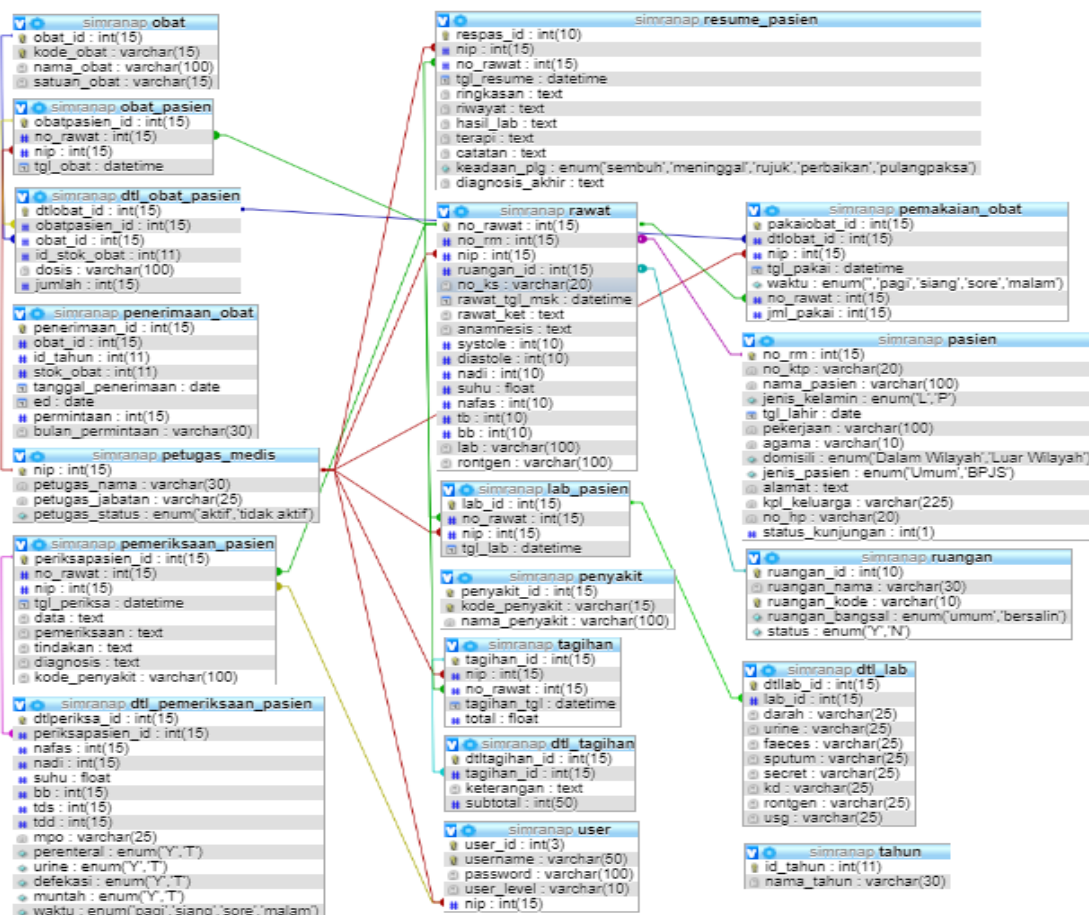 simranap obat
obat_id : int(15)
kode_obat : varchar(15)
nama_obat : varchar(100)
satuan_obat : varchar(15)
simranap obat_pasien
obatpasien_id : int(15)
no_rawat : int(15)
nip : int(15)
tgl_obat : datetime
simranap dtl_obat_pasien
dtlobat_id : int(15)
obatpasien_id : int(15)
obat_id : int(15)
id_stok_obat : int(11)
dosis : varchar(100)
jumlah : int(15)
simranap penerimaan_obat
penerimaan_id : int(15)
obat_id : int(15)
id_tahun : int(11)
stok_obat : int(11)
tanggal_penerimaan : date
ed : date
permintaan : int(15)
bulan_permintaan : varchar(30)
simranap petugas_medis
nip : int(15)
petugas_nama : varchar(30)
petugas_jabatan : varchar(25)
petugas_status : enum('aktif','tidak aktif')
simranap pemeriksaan_pasien
periksapasien_id : int(15)
no_rawat : int(15)
nip : int(15)
tgl_periksa : datetime
data : text
pemeriksaan : text
tindakan : text
diagnosis : text
kode_penyakit : varchar(100)
simranap dtl_pemeriksaan_pasien
dtlperiksa_id : int(15)
periksapasien_id : int(15)
nafas : int(15)
nadi : int(15)
suhu : float
bb : int(15)
tds : int(15)
tdd : int(15)
mpo : varchar(25)
perenteral : enum('Y','T')
urine : enum('Y','T')
defekasi : enum('Y','T')
muntah : enum('Y','T')
waktu : enum('pagi','siang','sore','malam')
simranap resume_pasien
respas_id : int(10)
nip : int(15)
no_rawat : int(15)
tgl_resume : datetime
ringkasan : text
riwayat : text
hasil_lab : text
terapi : text
catatan : text
keadaan_plg : enum('sembuh','meninggal','rujuk','perbaikan','pulangpaksa')
diagnosis_akhir : text
simranap rawat
no_rawat : int(15)
no_rm : int(15)
nip : int(15)
ruangan_id : int(15)
no_ks : varchar(20)
rawat_tgl_msk : datetime
rawat_ket : text
anamnesis : text
systole : int(10)
diastole : int(10)
nadi : int(10)
suhu : float
nafas : int(10)
tb : int(10)
bb : int(10)
lab : varchar(100)
rontgen : varchar(100)
simranap lab_pasien
lab_id : int(15)
no_rawat : int(15)
nip : int(15)
tgl_lab : datetime
simranap penyakit
penyakit_id : int(15)
kode_penyakit : varchar(15)
nama_penyakit : varchar(100)
simranap tagihan
tagihan_id : int(15)
nip : int(15)
no_rawat : int(15)
tagihan_tgl : datetime
total : float
simranap dtl_tagihan
dtltagihan_id : int(15)
tagihan_id : int(15)
keterangan : text
subtotal : int(50)
simranap user
user_id : int(3)
username : varchar(50)
password : varchar(100)
user_level : varchar(10)
nip : int(15)
simranap pemakaian_obat
pakaiobat_id : int(15)
dtlobat_id : int(15)
nip : int(15)
tgl_pakai : datetime
waktu : enum('','pagi','siang','sore','malam')
no_rawat : int(15)
jml_pakai : int(15)
simranap pasien
no_rm : int(15)
no_ktp : varchar(20)
nama_pasien : varchar(100)
jenis_kelamin : enum('L','P')
tgl_lahir : date
pekerjaan : varchar(100)
agama : varchar(10)
domisili : enum('Dalam Wilayah','Luar Wilayah')
jenis_pasien : enum('Umum','BPJS')
alamat : text
kpl_keluarga : varchar(225)
no_hp : varchar(20)
status_kunjungan : int(1)
simranap ruangan
ruangan_id : int(10)
ruangan_nama : varchar(30)
ruangan_kode : varchar(10)
ruangan_bangsal : enum('umum','bersalin')
status : enum('Y','N')
simranap dtl_lab
dtllab_id : int(15)
lab_id : int(15)
darah : varchar(25)
urine : varchar(25)
faeces : varchar(25)
sputum : varchar(25)
secret : varchar(25)
kd : varchar(25)
rontgen : varchar(25)
usg : varchar(25)
simranap tahun
id_tahun : int(11)
nama_tahun : varchar(30)